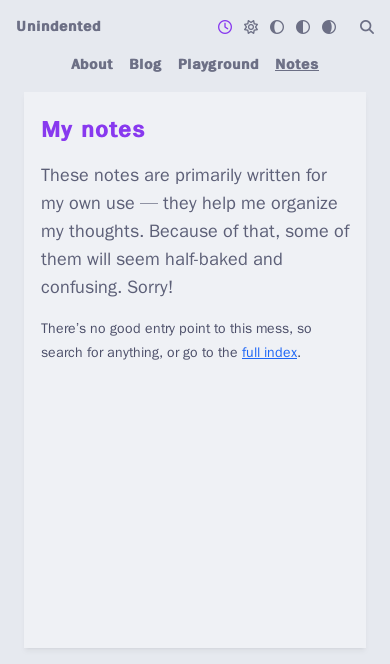 Unindented
About Blog Playground Notes
My notes
These notes are primarily written for
my own use — they help me organize
my thoughts. Because of that, some of
them will seem half-baked and
confusing. Sorry!
There’s no good entry point to this mess, so
search for anything, or go to the full index.